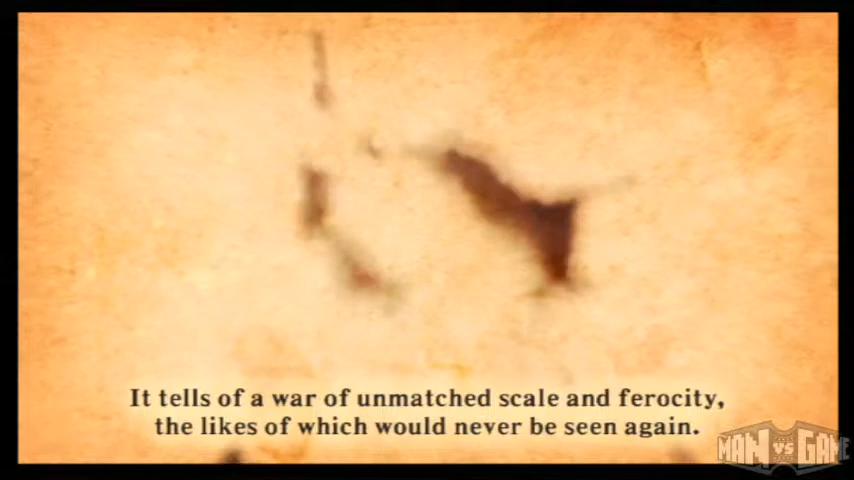 It tells of a war of unmatched scale and ferocity,
the likes of which would never be seen again.
MAN VS GAME